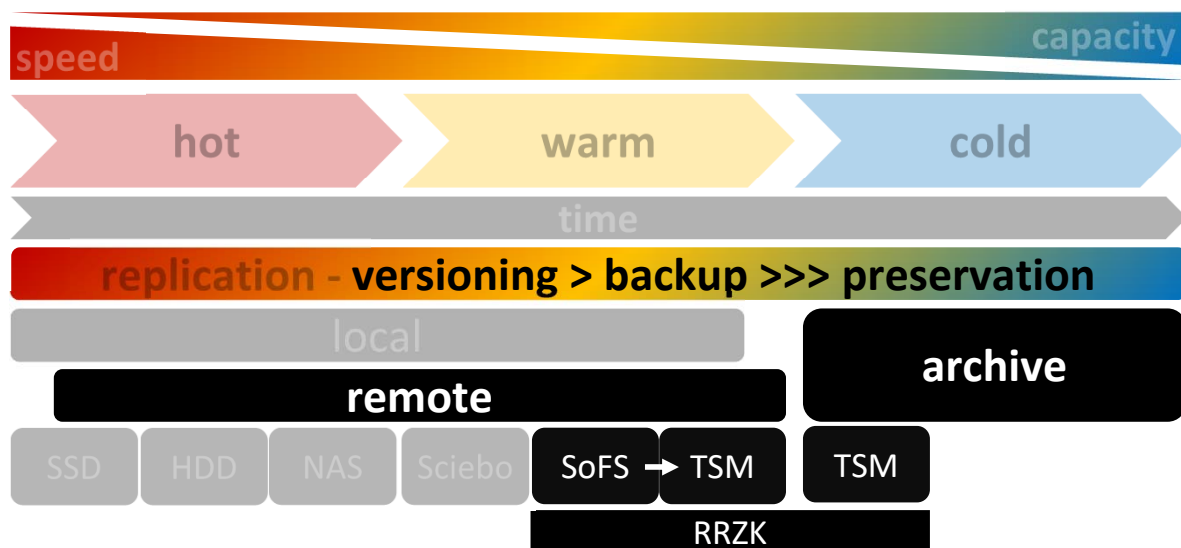 capacity
speed
hot warm cold
time
replication - versioning > backup >>> preservation
local
archive
remote
SSD HDD NAS Sciebo SoFS → TSM TSM
RRZK